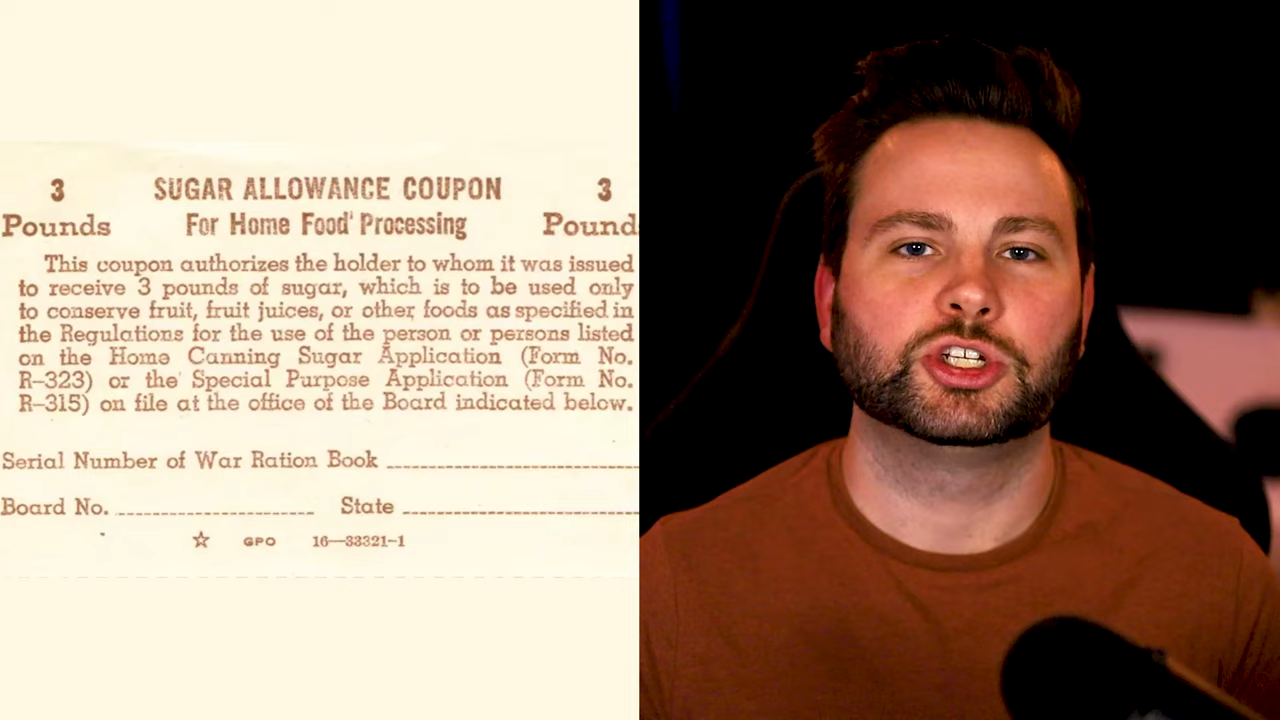 3 SUGAR ALLOWANCE COUPON 3
Pounds For Home Food Processing Pound
This coupon authorizes the holder to whom it was issued
to receive 3 pounds of sugar, which is to be used only
to conserve fruit, fruit juices, or other foods as specified in
the Regulations for the use of the person or persons listed
on the Home Canning Sugar Application (Form No.
R-323) or the Special Purpose Application (Form No.
R-315) on file at the office of the Board indicated below.
Serial Number of War Ration Book
Board No. State
☆ GPO 16—33321-1